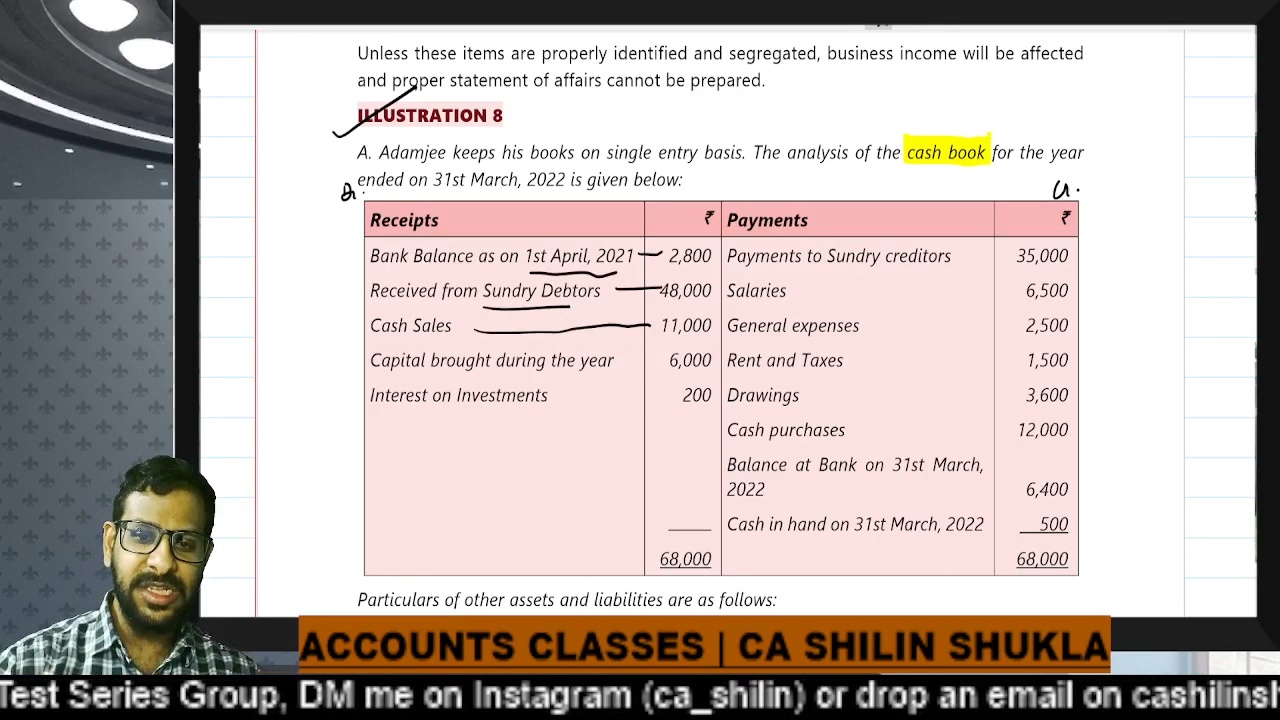 Unless these items are properly identified and segregated, business income will be affected
and proper statement of affairs cannot be prepared.
ILLUSTRATION 8
A. Adamjee keeps his books on single entry basis. The analysis of the cash book for the year
ended on 31st March, 2022 is given below:
Receipts ₹ Payments ₹
Bank Balance as on 1st April, 2021 2,800 Payments to Sundry creditors 35,000
Received from Sundry Debtors 48,000 Salaries 6,500
Cash Sales 11,000 General expenses 2,500
Capital brought during the year 6,000 Rent and Taxes 1,500
Interest on Investments 200 Drawings 3,600
Cash purchases 12,000
Balance at Bank on 31st March,
2022 6,400
Cash in hand on 31st March, 2022 500
68,000 68,000
Particulars of other assets and liabilities are as follows:
ACCOUNTS CLASSES | CA SHILIN SHUKLA
Test Series Group, DM me on Instagram (ca_shilin) or drop an email on